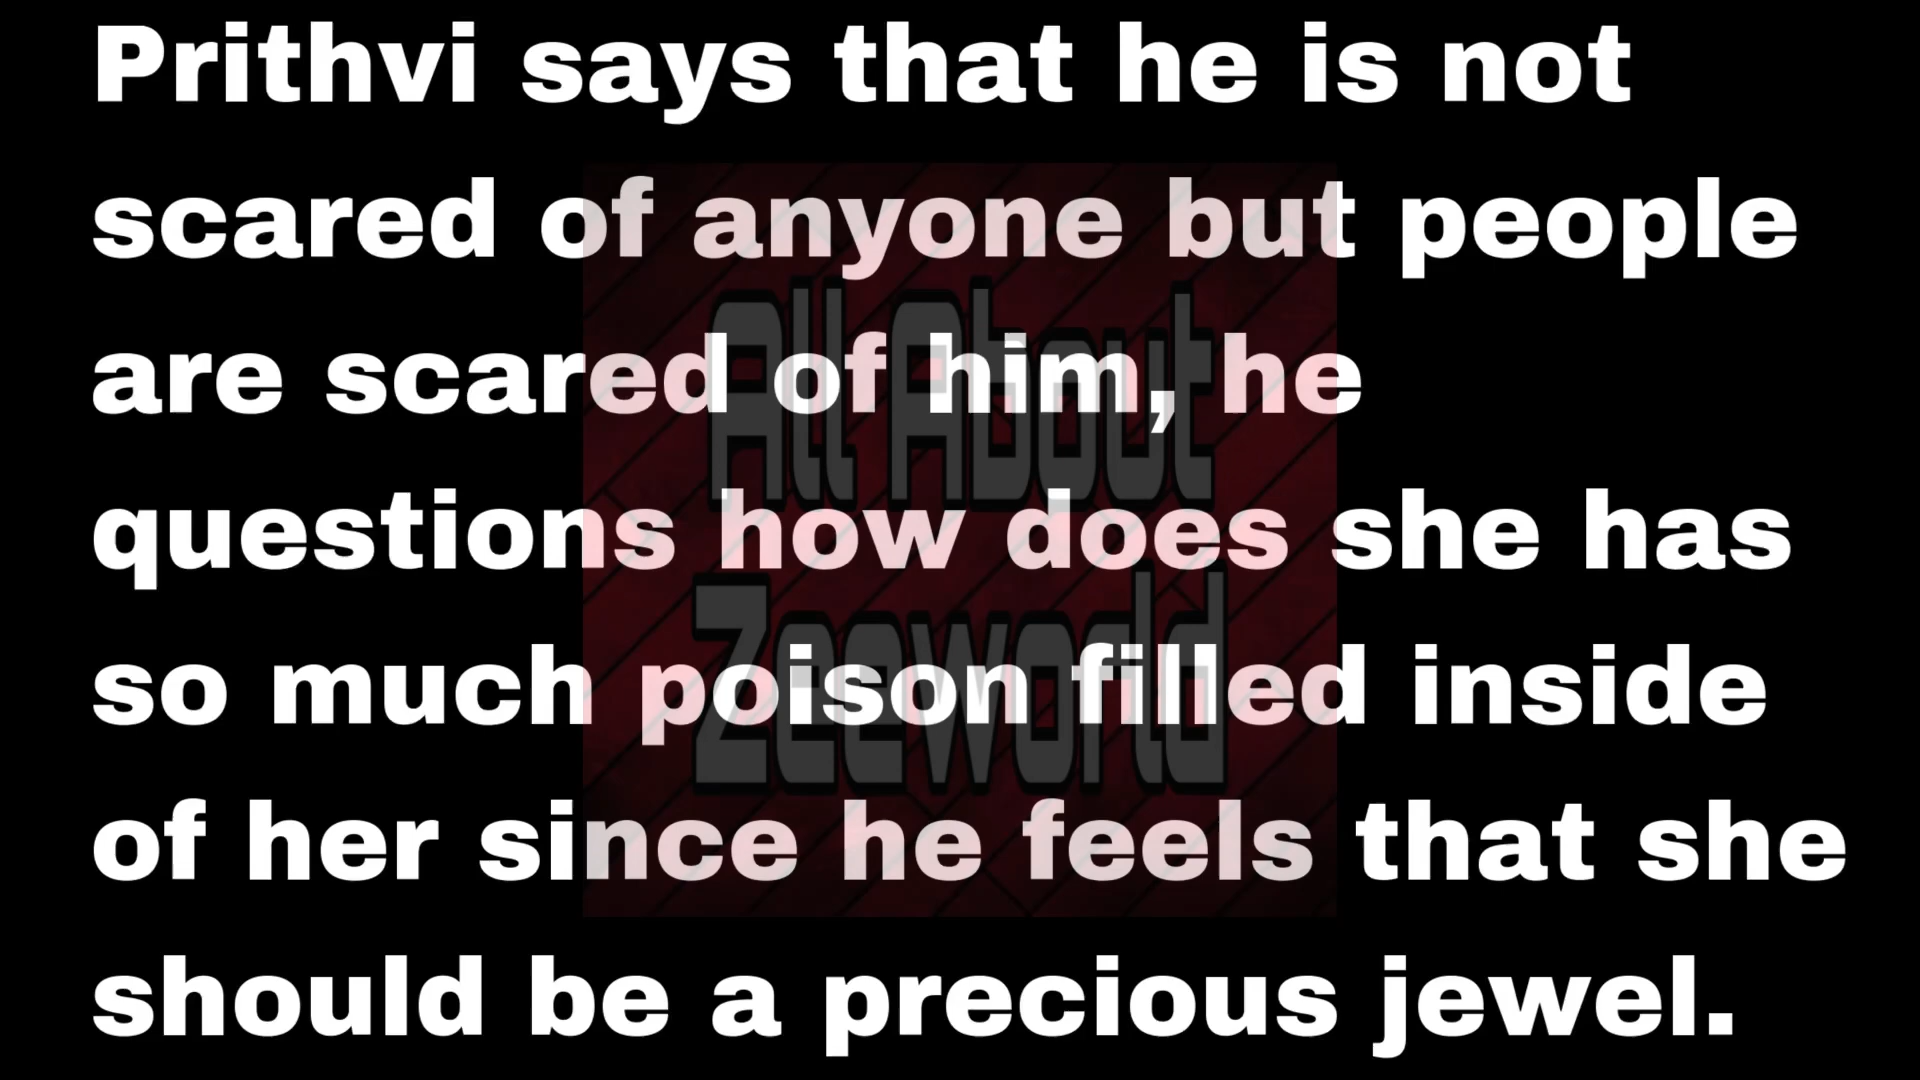 Prithvi says that he is not
scared of anyone but people
are scared of him, he
questions how does she has
so much poison filled inside
of her since he feels that she
should be a precious jewel.
All About
Zeeworld